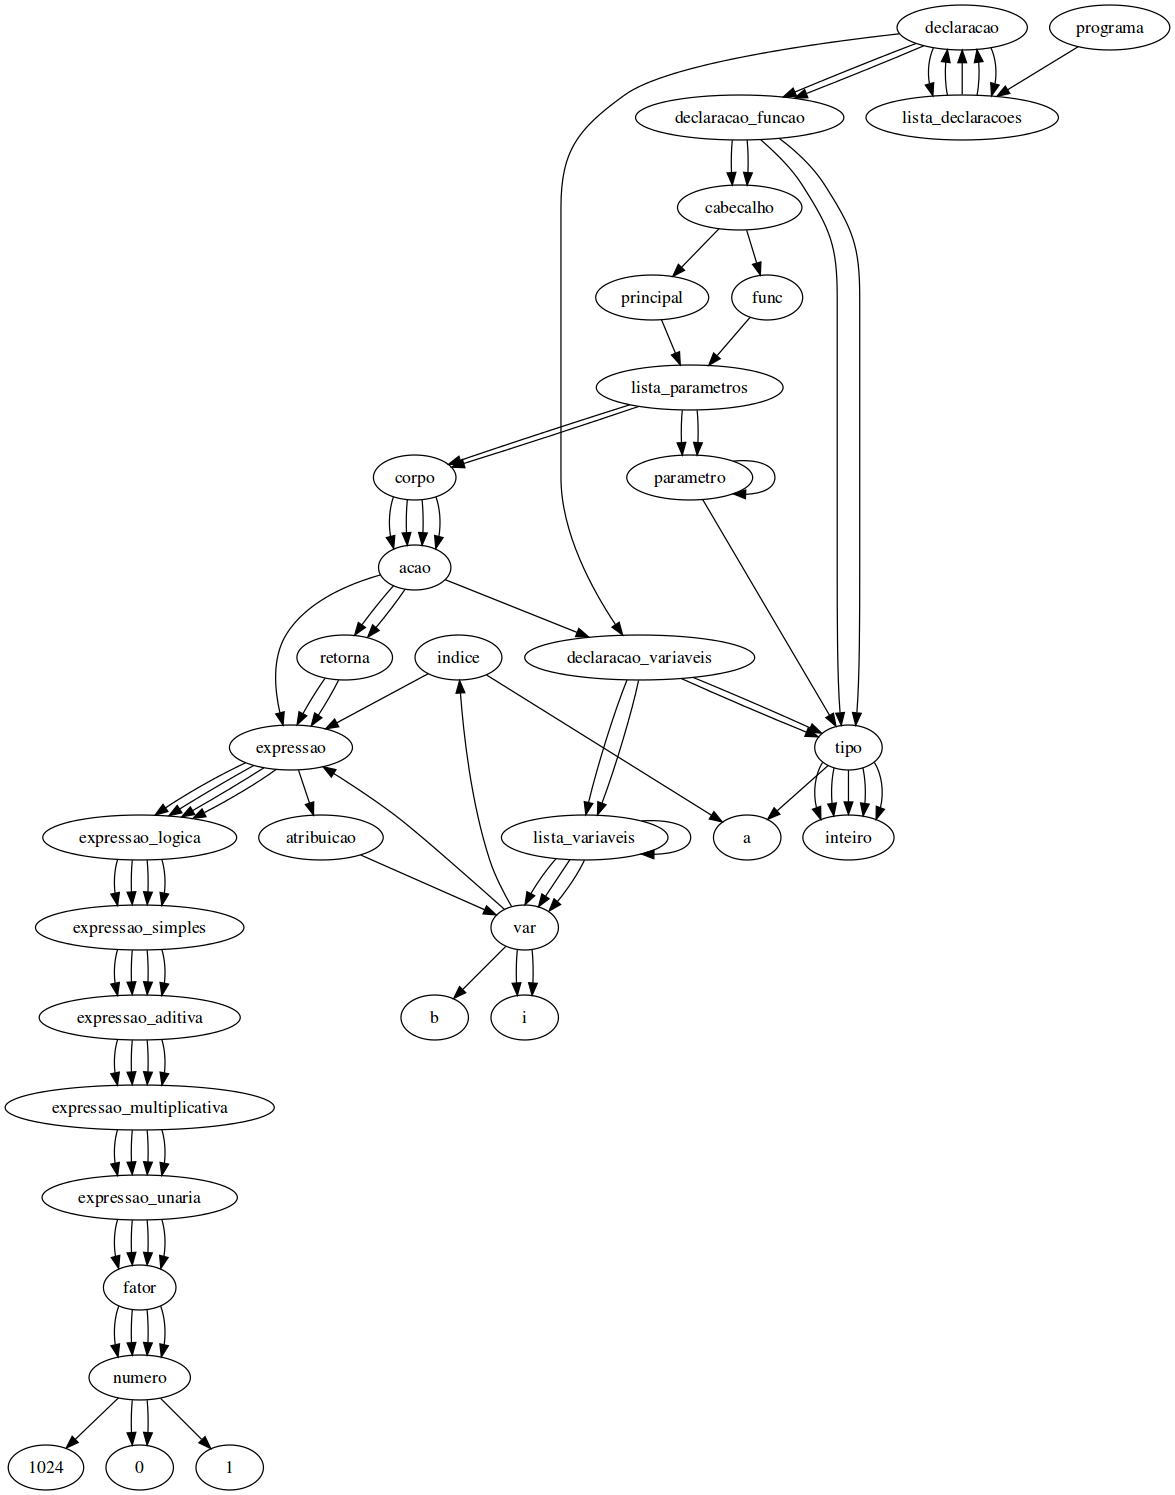 declaracao
programa
declaracao_funcao
lista_declaracoes
cabecalho
principal
func
lista_parametros
corpo
parametro
acao
retorna
indice
declaracao_variaveis
expressao
tipo
expressao_logica
atribuicao
lista_variaveis
a
inteiro
expressao_simples
var
expressao_aditiva
b
i
expressao_multiplicativa
expressao_unaria
fator
numero
1024
0
1